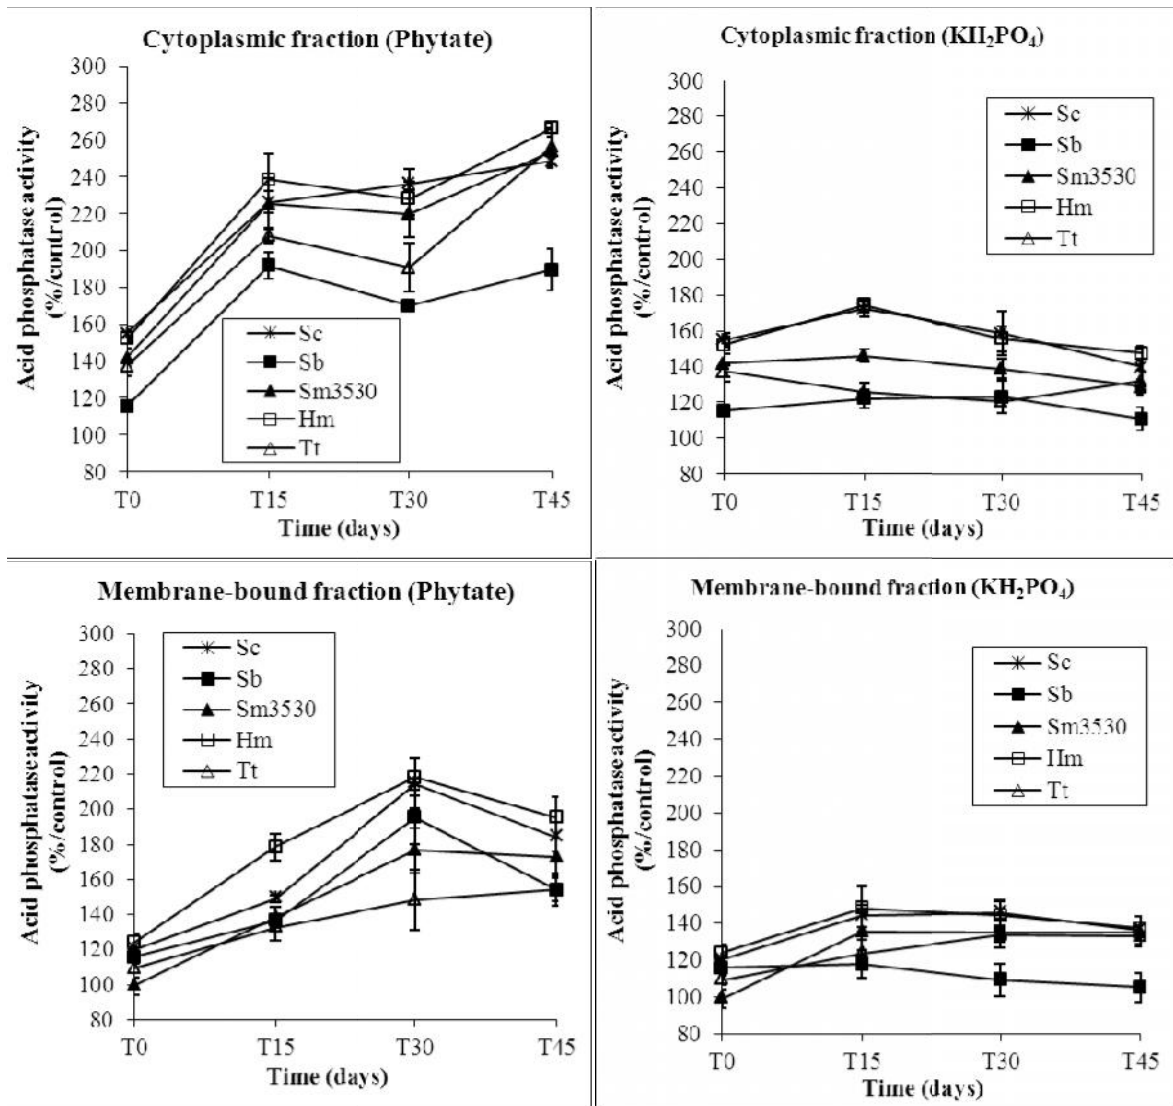 Cytoplasmic fraction (Phytate)
300
280
260
240
220
200
180
160
140
120
100
80
Acid phosphatase activity
(%/control)
Sc
Sb
Sm3530
Hm
Tt
T0 T15 T30 T45
Time (days)
Cytoplasmic fraction (KH₂PO₄)
300
280
260
240
220
200
180
160
140
120
100
80
Acid phosphatase activity
(%/control)
Sc
Sb
Sm3530
Hm
Tt
T0 T15 T30 T45
Time (days)
Membrane-bound fraction (Phytate)
300
280
260
240
220
200
180
160
140
120
100
80
Acid phosphatase activity
(%/control)
Sc
Sb
Sm3530
Hm
Tt
T0 T15 T30 T45
Time (days)
Membrane-bound fraction (KH₂PO₄)
300
280
260
240
220
200
180
160
140
120
100
80
Acid phosphatase activity
(%/control)
Sc
Sb
Sm3530
Hm
Tt
T0 T15 T30 T45
Time (days)